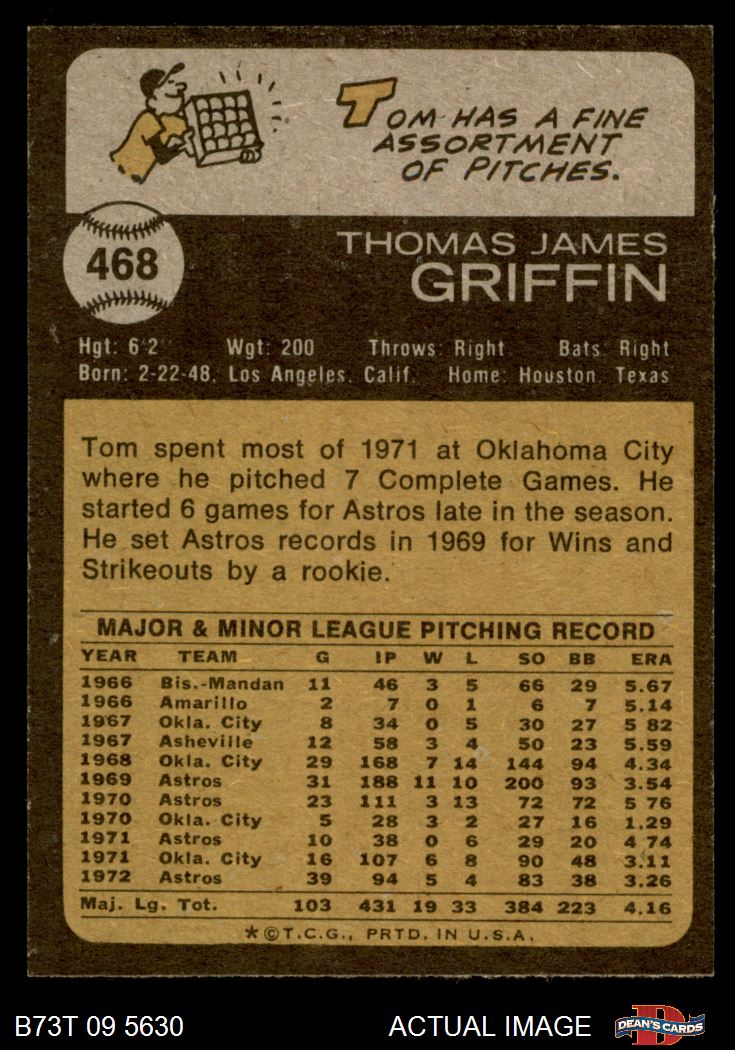 TOM HAS A FINE
ASSORTMENT
OF PITCHES.
468
THOMAS JAMES
GRIFFIN
Hgt: 6'2" Wgt: 200 Throws: Right Bats: Right
Born: 2-22-48, Los Angeles, Calif. Home: Houston, Texas
Tom spent most of 1971 at Oklahoma City
where he pitched 7 Complete Games. He
started 6 games for Astros late in the season.
He set Astros records in 1969 for Wins and
Strikeouts by a rookie.
MAJOR & MINOR LEAGUE PITCHING RECORD
YEAR TEAM G IP W L SO BB ERA
1966 Bis.-Mandan 11 46 3 5 66 29 5.67
1966 Amarillo 2 7 0 1 6 7 5.14
1967 Okla. City 8 34 0 5 30 27 5.82
1967 Asheville 12 58 3 4 50 23 5.59
1968 Okla. City 29 168 7 14 144 94 4.34
1969 Astros 31 188 11 10 200 93 3.54
1970 Astros 23 111 3 13 72 72 5.76
1970 Okla. City 5 28 3 2 27 16 1.29
1971 Astros 10 38 0 6 29 20 4.74
1971 Okla. City 16 107 6 8 90 48 3.11
1972 Astros 39 94 5 4 83 38 3.26
Maj. Lg. Tot. 103 431 19 33 384 223 4.16
*©T.C.G., PRTD. IN U.S.A.
B73T 09 5630 ACTUAL IMAGE D DEAN'S CARDS